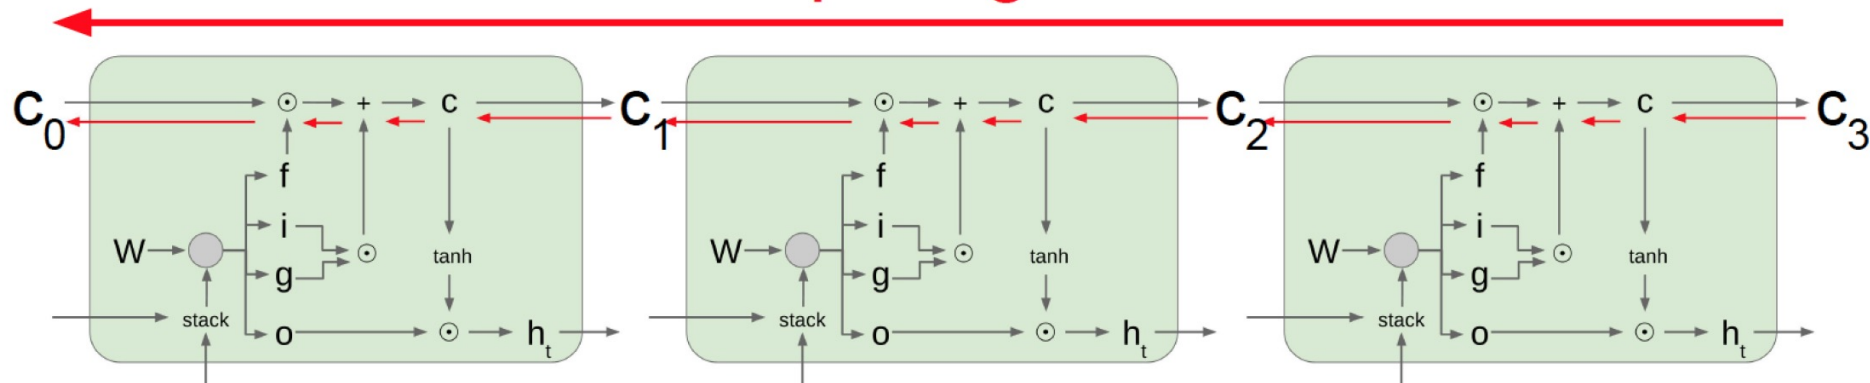 C0 ⊙ + c C1 ⊙ + c C2 ⊙ + c C3
f f f
i i i
W ⊙ tanh W ⊙ tanh W ⊙ tanh
g g g
stack stack stack
o ⊙ ht o ⊙ ht o ⊙ ht